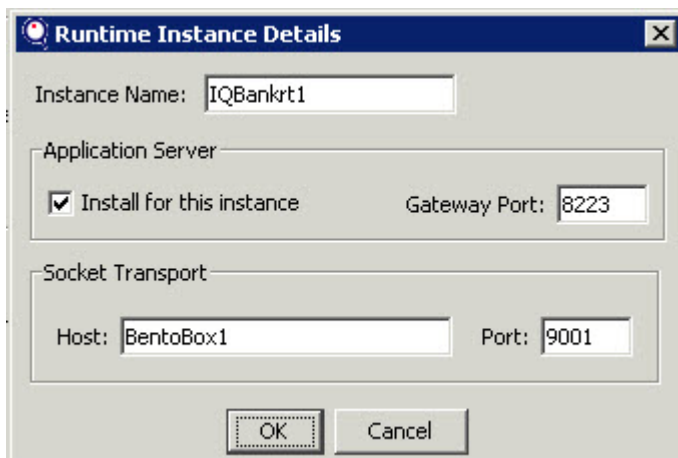 Runtime Instance Details
Instance Name: IQBankrt1
Application Server
Install for this instance Gateway Port: 8223
Socket Transport
Host: BentoBox1 Port: 9001
OK Cancel